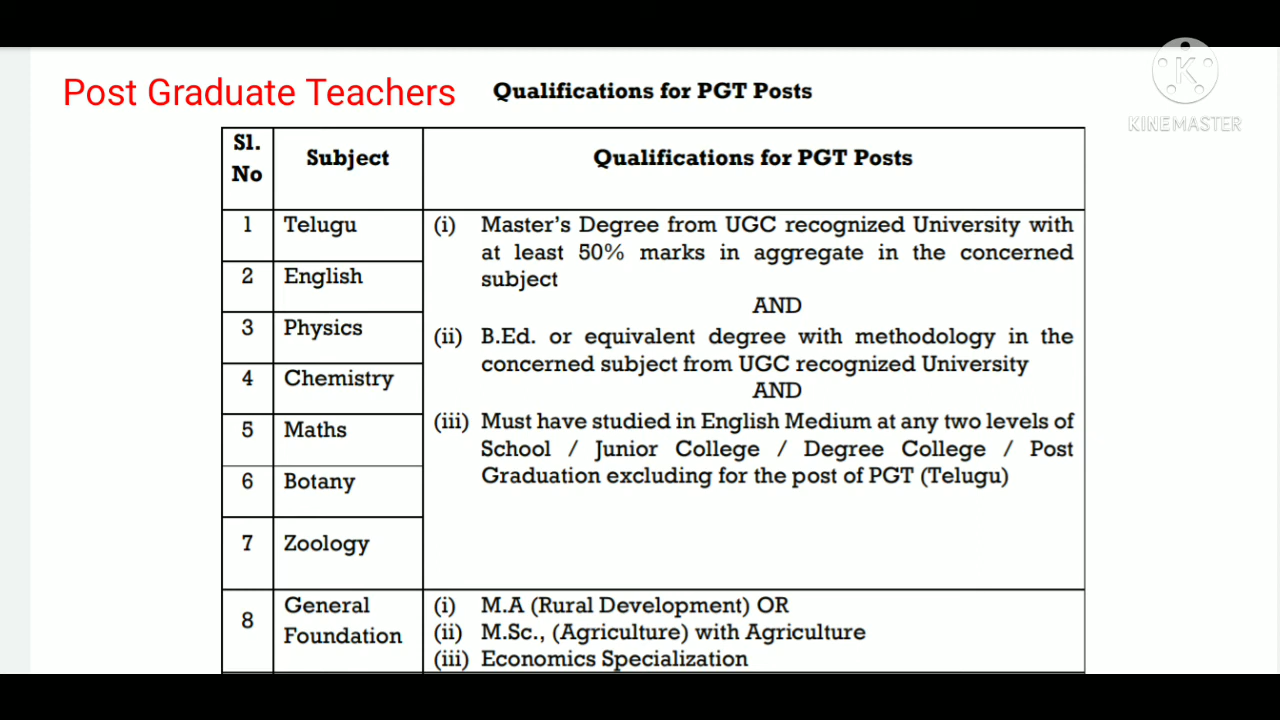 Post Graduate Teachers
Qualifications for PGT Posts
KINEMASTER
Sl. No
Subject
Qualifications for PGT Posts
1
Telugu
2
English
3
Physics
4
Chemistry
5
Maths
6
Botany
7
Zoology
(i) Master's Degree from UGC recognized University with
at least 50% marks in aggregate in the concerned
subject
AND
(ii) B.Ed. or equivalent degree with methodology in the
concerned subject from UGC recognized University
AND
(iii) Must have studied in English Medium at any two levels of
School / Junior College / Degree College / Post
Graduation excluding for the post of PGT (Telugu)
8
General
Foundation
(i) M.A (Rural Development) OR
(ii) M.Sc., (Agriculture) with Agriculture
(iii) Economics Specialization